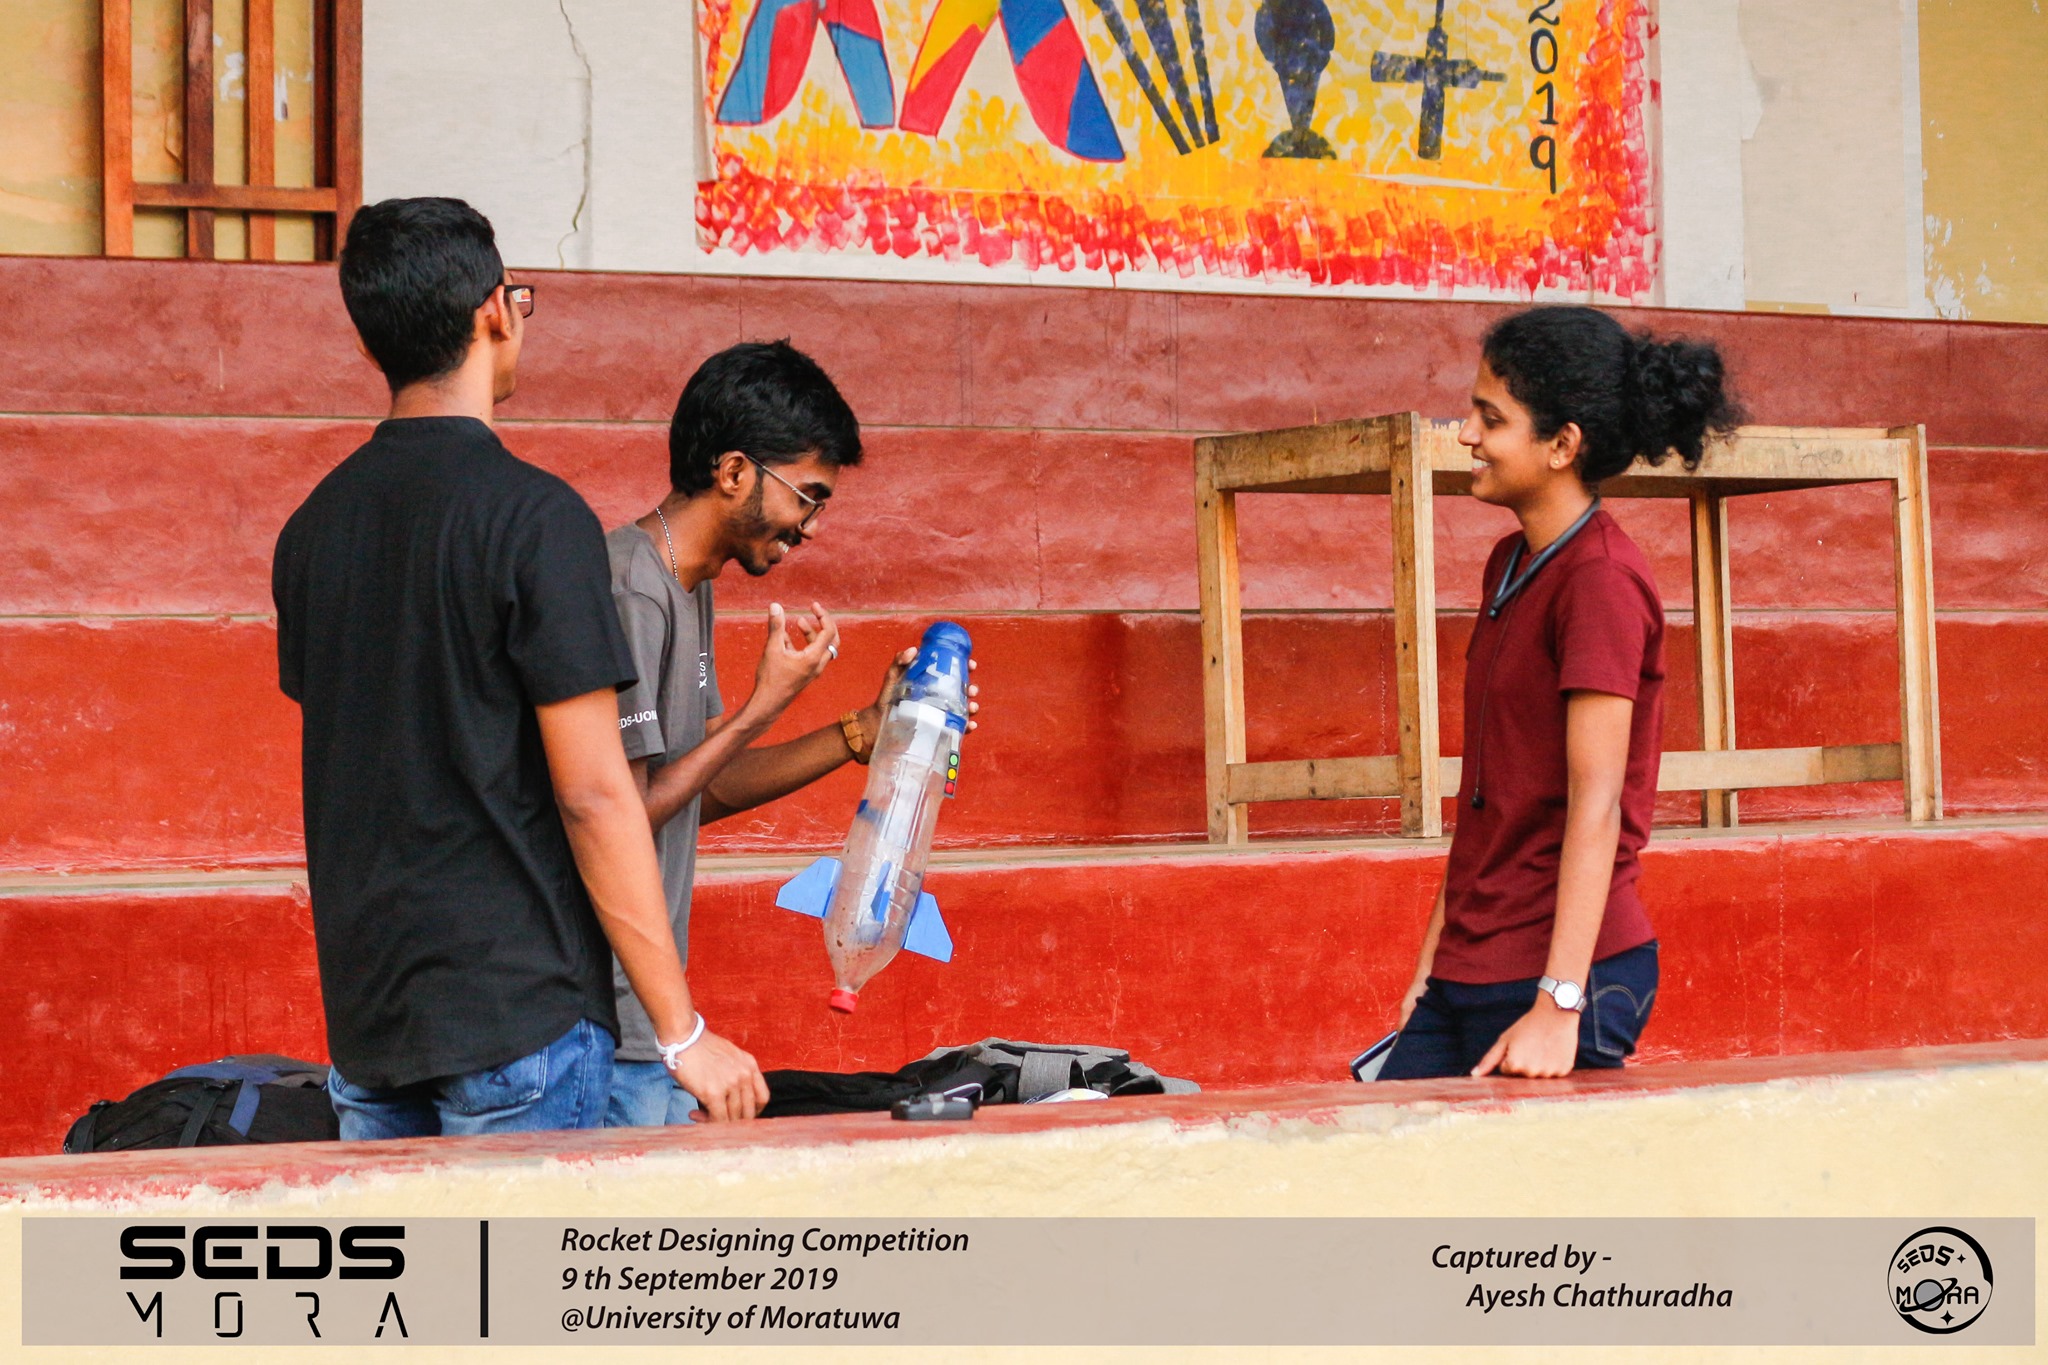 2019
EDS-UOM
SEDS
MORA
Rocket Designing Competition
9 th September 2019
@University of Moratuwa
Captured by -
Ayesh Chathuradha
SEDS
MORA